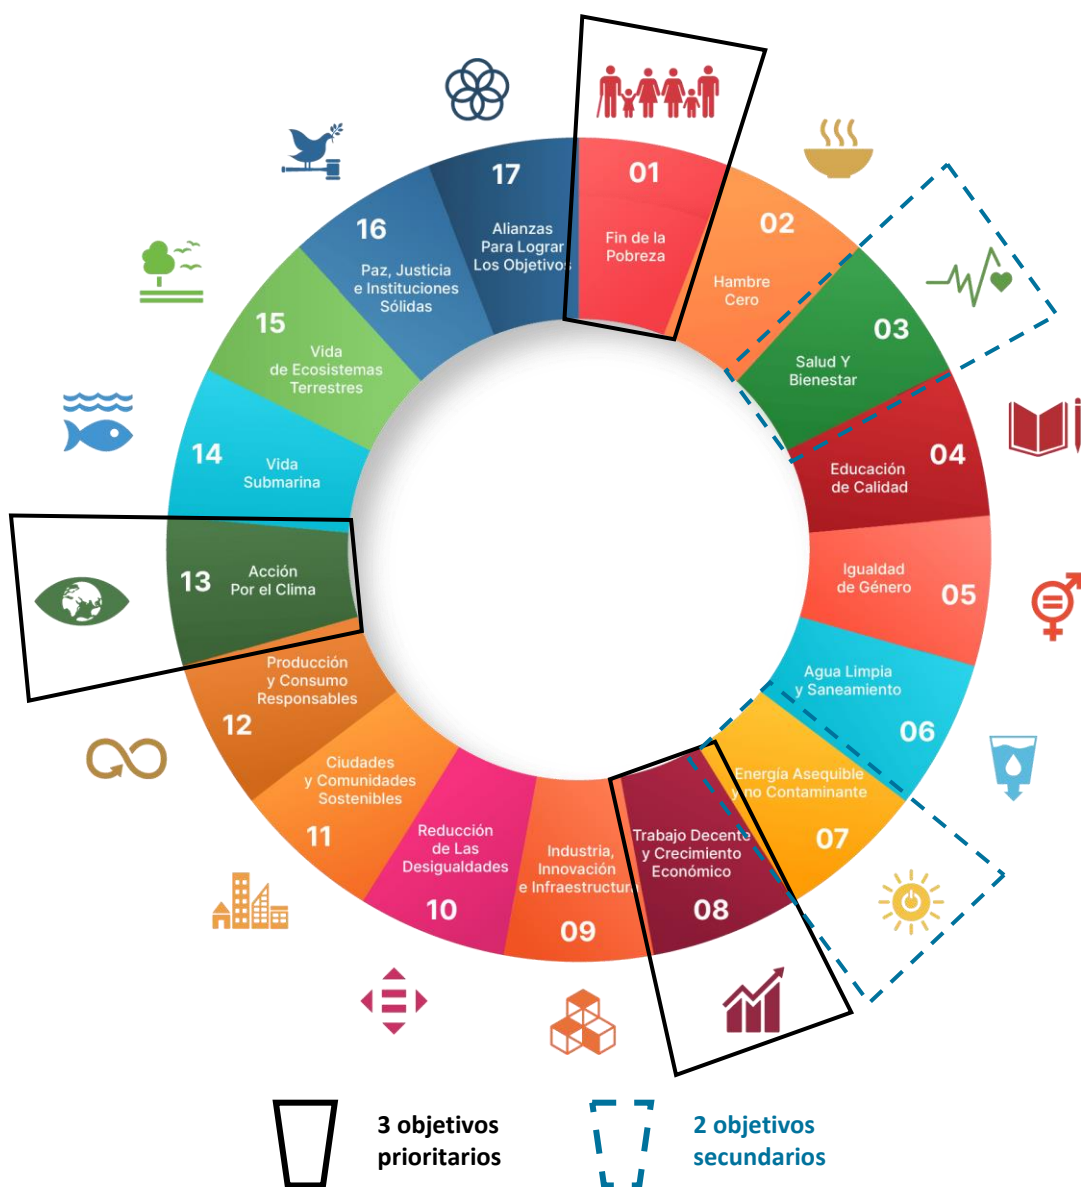 01
Fin de la
Pobreza
02
Hambre
Cero
03
Salud Y
Bienestar
04
Educación
de Calidad
05
Igualdad
de Género
06
Agua Limpia
y Saneamiento
07
Energía Asequible
y no Contaminante
08
Trabajo Decente
y Crecimiento
Económico
09
Industria,
Innovación
e Infraestructura
10
Reducción
de Las
Desigualdades
11
Ciudades
y Comunidades
Sostenibles
12
Producción
y Consumo
Responsables
13
Acción
Por el Clima
14
Vida
Submarina
15
Vida
de Ecosistemas
Terrestres
16
Paz, Justicia
e Instituciones
Sólidas
17
Alianzas
Para Lograr
Los Objetivos
3 objetivos
prioritarios
2 objetivos
secundarios